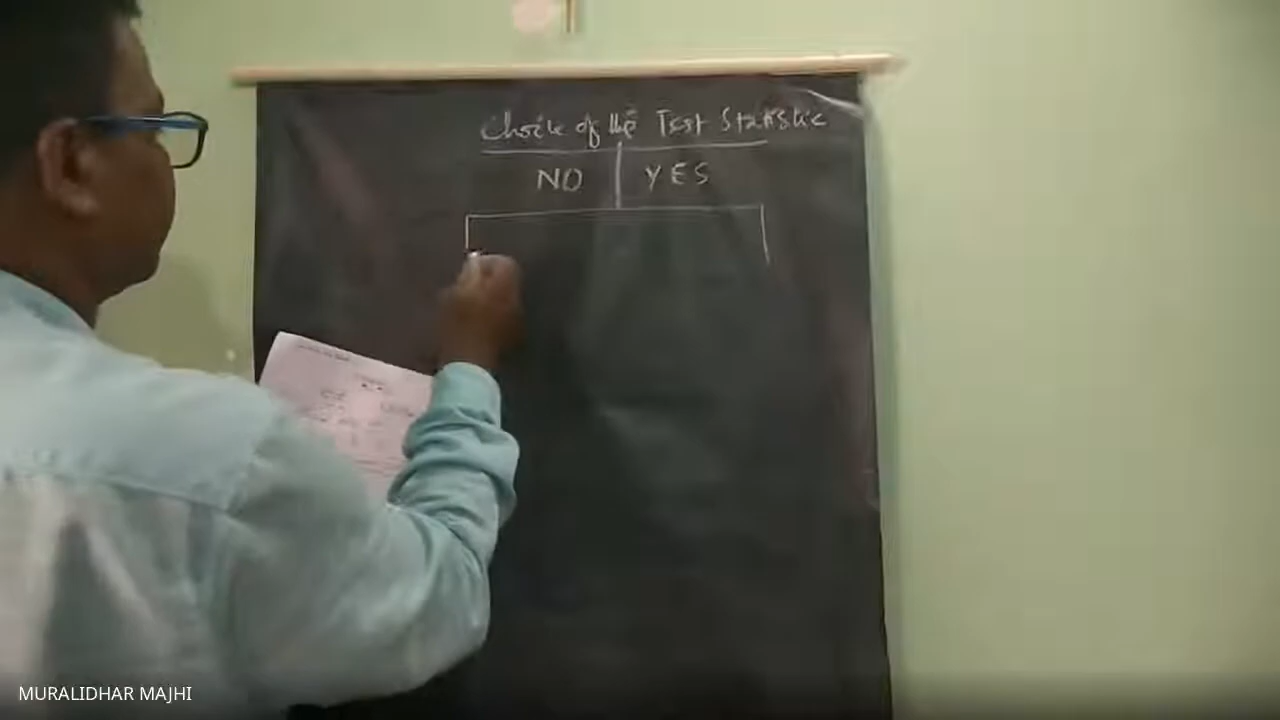 Choice of the Test Statistic
NO YES
MURALIDHAR MAJHI